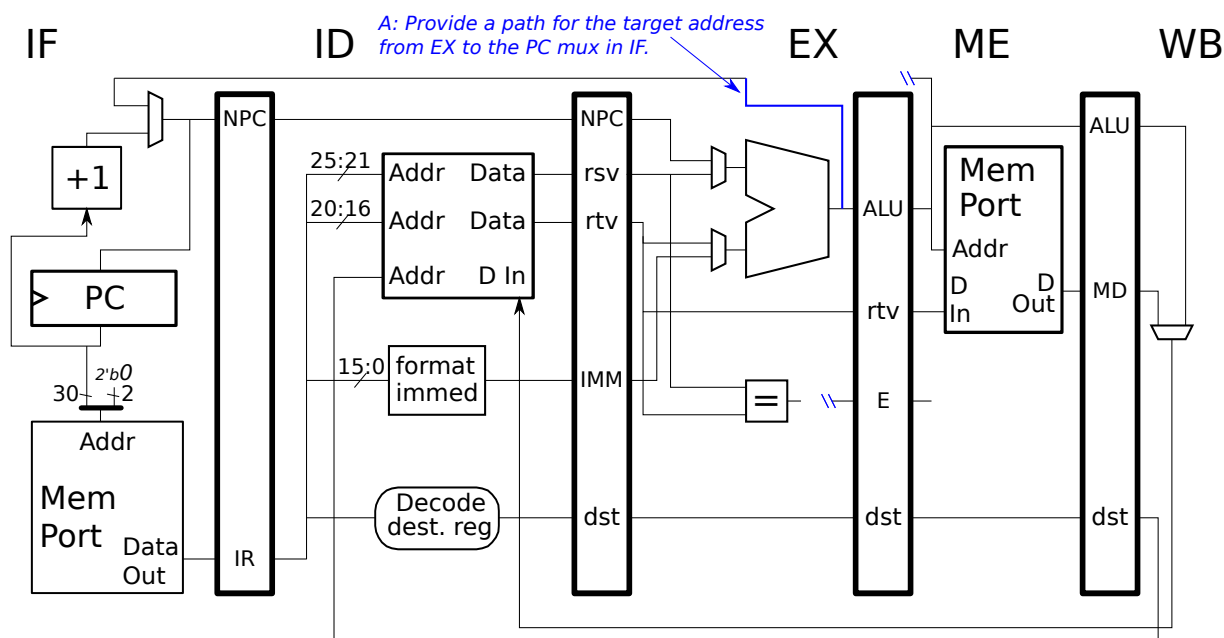 IF
ID
A: Provide a path for the target address
from EX to the PC mux in IF.
EX
ME
WB
NPC
NPC
ALU
+1
25:21
Addr
Data
rsv
20:16
Addr
Data
rtv
ALU
Mem
Port
Addr
Addr
D In
PC
D
In
D
Out
MD
rtv
2'b0
30
2
15:0
format
immed
IMM
=
E
Addr
Mem
Port
Data
Out
IR
Decode
dest. reg
dst
dst
dst